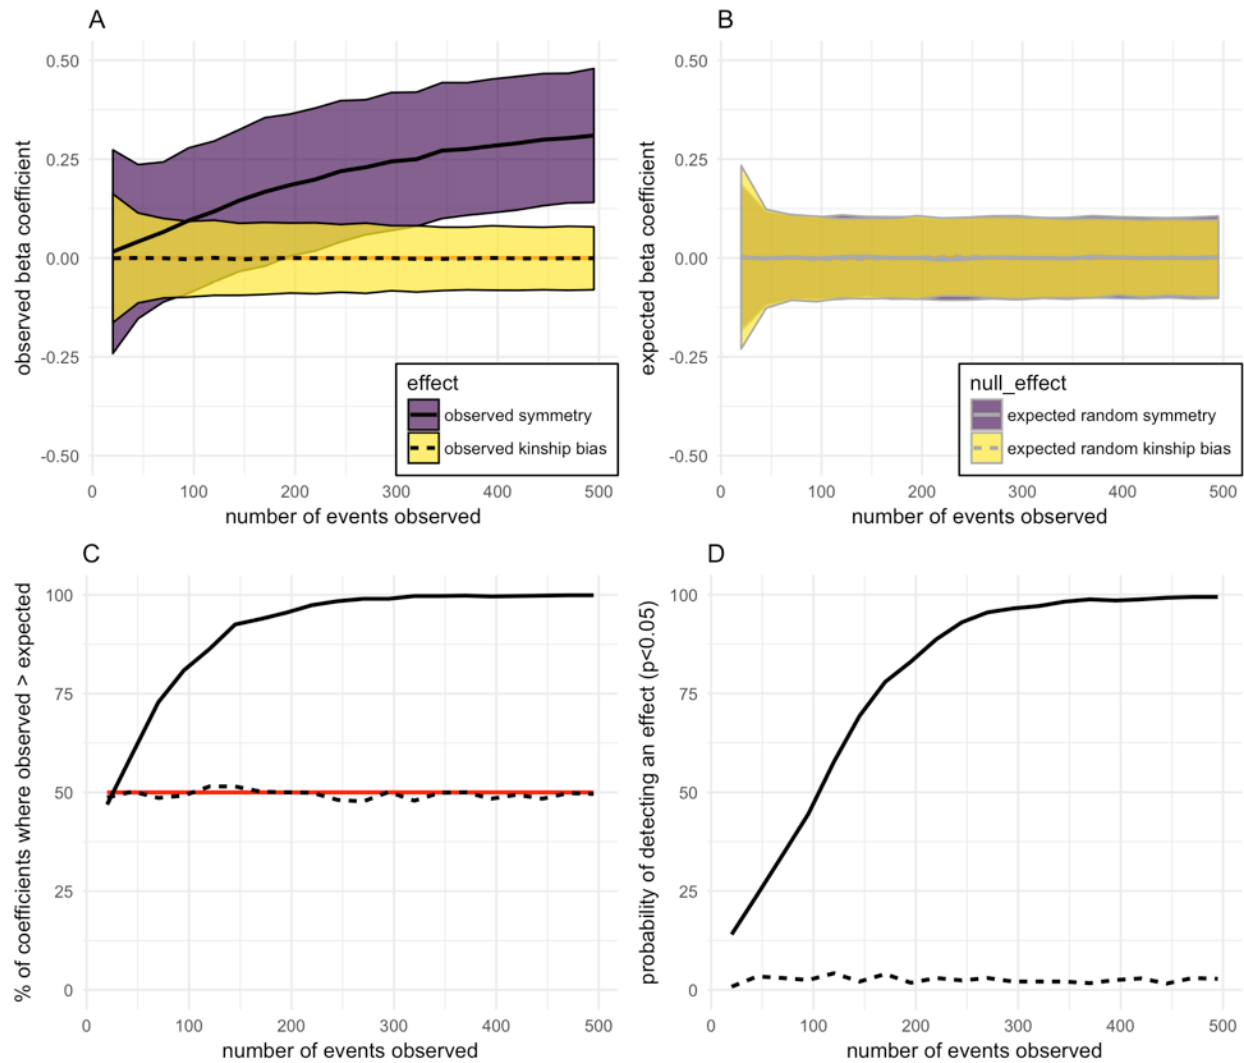 A
observed beta coefficient
0.50
0.25
0.00
-0.25
-0.50
effect
observed symmetry
observed kinship bias
0 100 200 300 400 500
number of events observed
B
expected beta coefficient
0.50
0.25
0.00
-0.25
-0.50
null_effect
expected random symmetry
expected random kinship bias
0 100 200 300 400 500
number of events observed
C
% of coefficients where observed > expected
100
75
50
25
0
0 100 200 300 400 500
number of events observed
D
probability of detecting an effect (p<0.05)
100
75
50
25
0
0 100 200 300 400 500
number of events observed